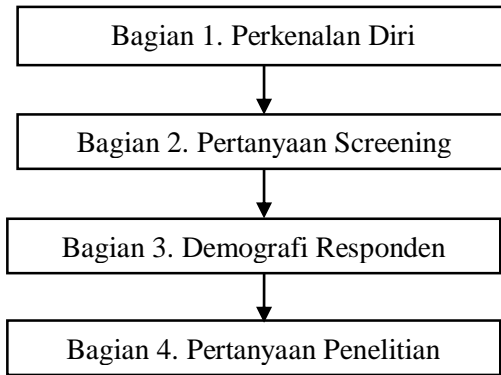 Bagian 1. Perkenalan Diri
Bagian 2. Pertanyaan Screening
Bagian 3. Demografi Responden
Bagian 4. Pertanyaan Penelitian